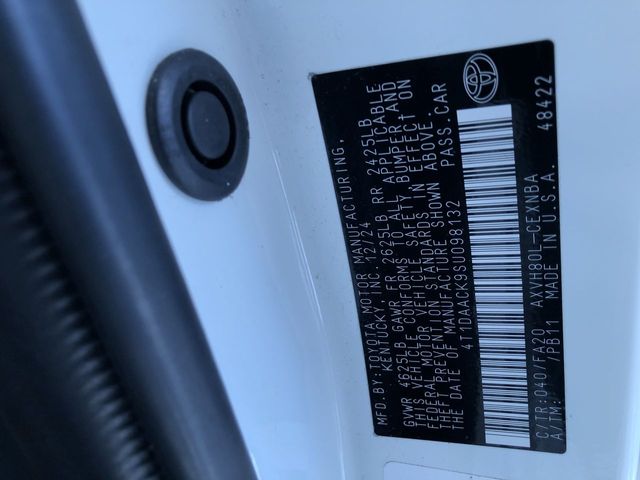 MFD.BY:TOYOTA MOTOR MANUFACTURING,
KENTUCKY, INC. 12/24
GVWR 4625LB GAWR FR 2625LB RR 2425LB
THIS VEHICLE CONFORMS TO ALL APPLICABLE
FEDERAL MOTOR VEHICLE SAFETY BUMPER, AND
THEFT PREVENTION STANDARDS IN EFFECT ON
THE DATE OF MANUFACTURE SHOWN ABOVE.
4T1DAACK9SU098132 PASS.CAR
C/TR:040/FA20 AXVH80L-CEXNBA
A/TM: /PB11 MADE IN U.S.A. 48422